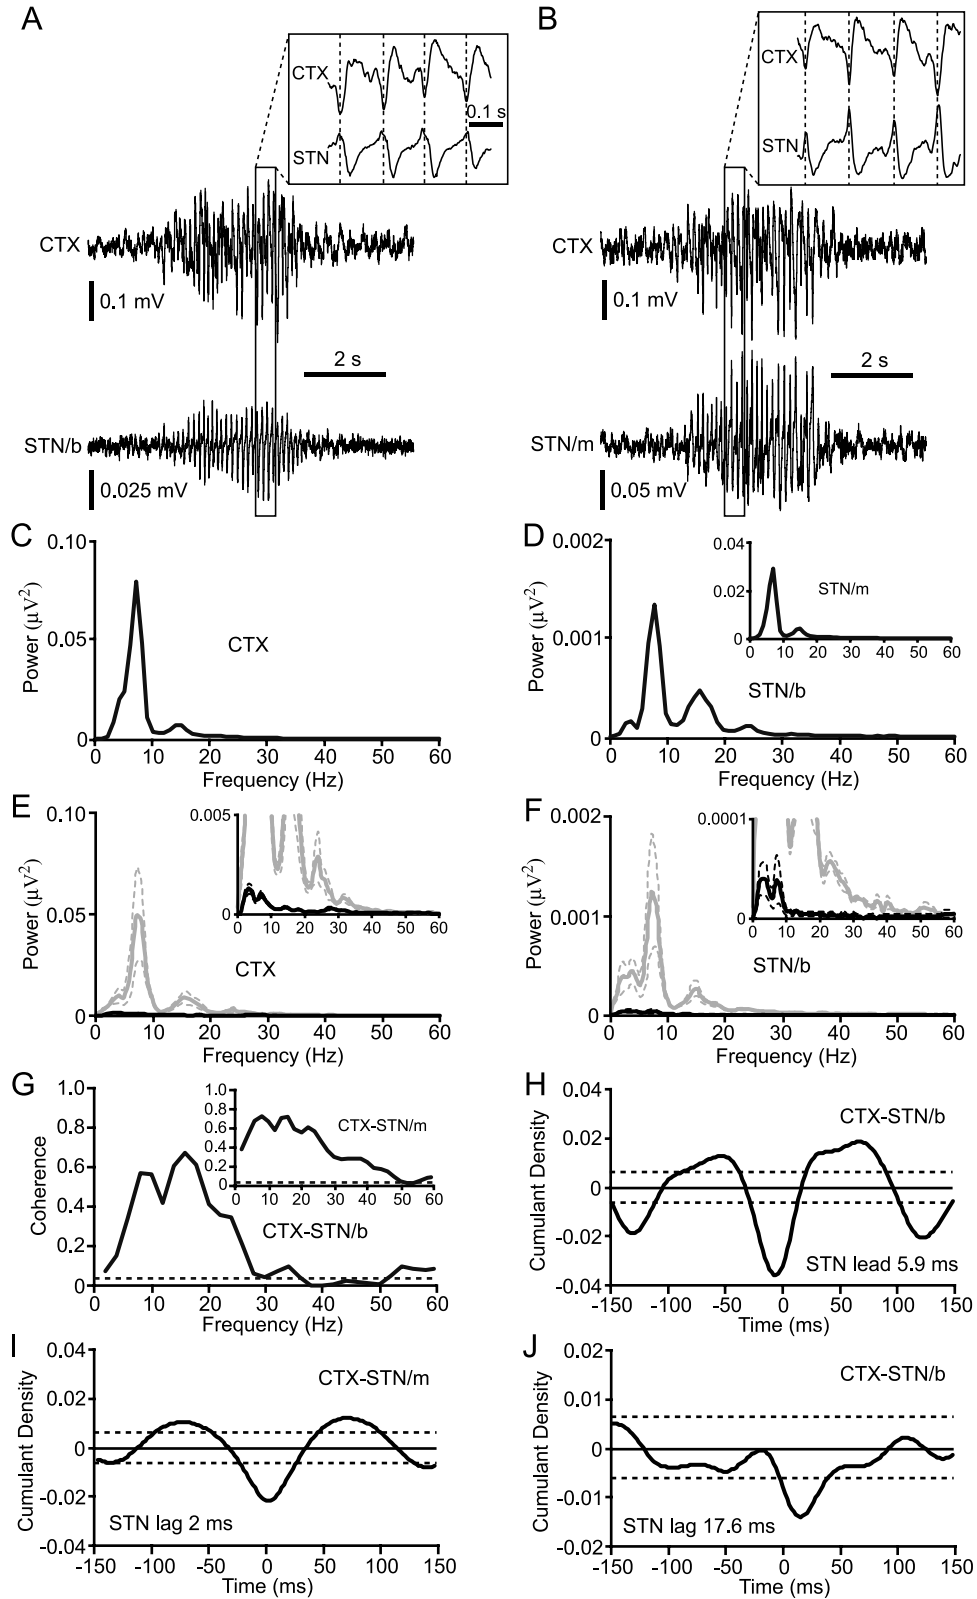 A
CTX
0.1 s
STN
CTX
0.1 mV
2 s
STN/b
0.025 mV
B
CTX
STN
CTX
0.1 mV
2 s
STN/m
0.05 mV
C
0.10
0.05
0
Power (µV²)
CTX
0 10 20 30 40 50 60
Frequency (Hz)
D
0.002
0.001
0
Power (µV²)
0.04
0.02
0
STN/m
0 10 20 30 40 50 60
STN/b
0 10 20 30 40 50 60
Frequency (Hz)
E
0.10
0.05
0
Power (µV²)
0.005
0
0 10 20 30 40 50 60
CTX
0 10 20 30 40 50 60
Frequency (Hz)
F
0.002
0.001
0
Power (µV²)
0.0001
0
0 10 20 30 40 50 60
STN/b
0 10 20 30 40 50 60
Frequency (Hz)
G
1.0
0.8
0.6
0.4
0.2
0
Coherence
1.0
0.8
0.6
0.4
0.2
0
CTX-STN/m
0 10 20 30 40 50 60
CTX-STN/b
0 10 20 30 40 50 60
Frequency (Hz)
H
0.04
0.02
0
-0.02
-0.04
Cumulant Density
CTX-STN/b
STN lead 5.9 ms
-150 -100 -50 0 50 100 150
Time (ms)
I
0.04
0.02
0
-0.02
-0.04
Cumulant Density
CTX-STN/m
STN lag 2 ms
-150 -100 -50 0 50 100 150
Time (ms)
J
0.02
0.01
0
-0.01
-0.02
Cumulant Density
CTX-STN/b
STN lag 17.6 ms
-150 -100 -50 0 50 100 150
Time (ms)